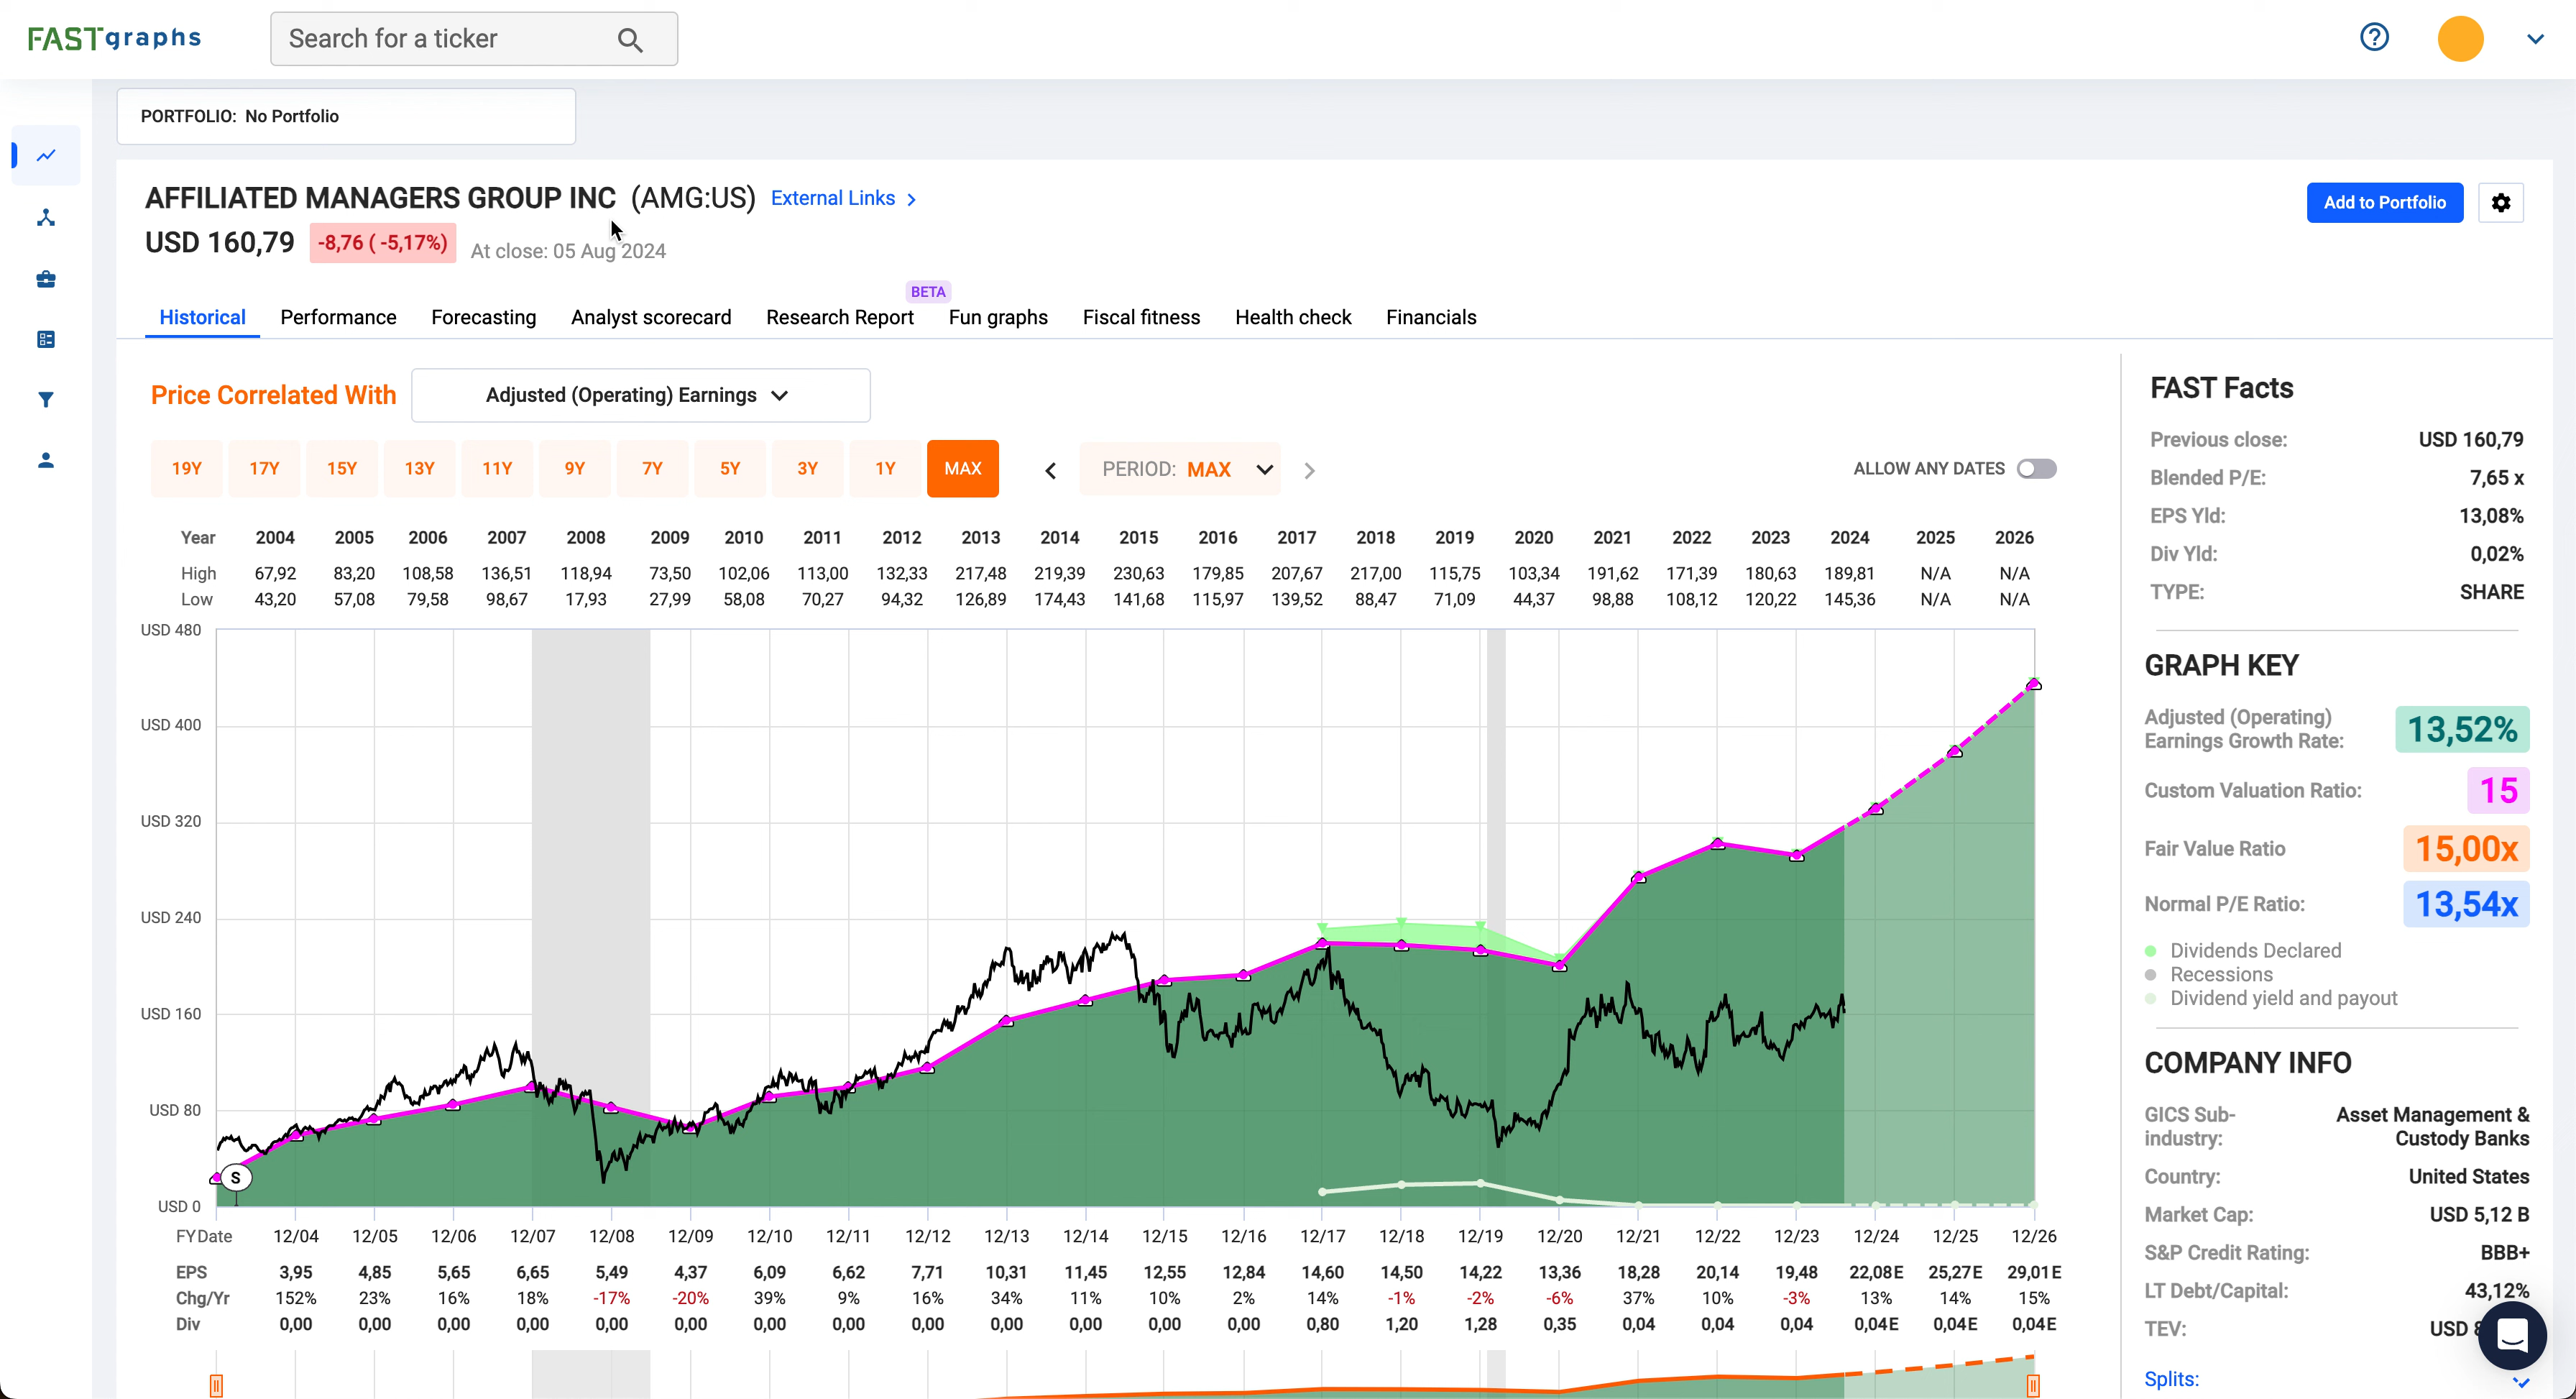 FASTgraphs
Search for a ticker
PORTFOLIO: No Portfolio
AFFILIATED MANAGERS GROUP INC (AMG:US) External Links >
USD 160,79 -8,76 ( -5,17%) At close: 05 Aug 2024
Add to Portfolio
BETA
Historical Performance Forecasting Analyst scorecard Research Report Fun graphs Fiscal fitness Health check Financials
Price Correlated With Adjusted (Operating) Earnings
19Y 17Y 15Y 13Y 11Y 9Y 7Y 5Y 3Y 1Y MAX PERIOD: MAX ALLOW ANY DATES
Year 2004 2005 2006 2007 2008 2009 2010 2011 2012 2013 2014 2015 2016 2017 2018 2019 2020 2021 2022 2023 2024 2025 2026
High 67,92 83,20 108,58 136,51 118,94 73,50 102,06 113,00 132,33 217,48 219,39 230,63 179,85 207,67 217,00 115,75 103,34 191,62 171,39 180,63 189,81 N/A N/A
Low 43,20 57,08 79,58 98,67 17,93 27,99 58,08 70,27 94,32 126,89 174,43 141,68 115,97 139,52 88,47 71,09 44,37 98,88 108,12 120,22 145,36 N/A N/A
USD 480
USD 400
USD 320
USD 240
USD 160
USD 80
USD 0
S
FYDate 12/04 12/05 12/06 12/07 12/08 12/09 12/10 12/11 12/12 12/13 12/14 12/15 12/16 12/17 12/18 12/19 12/20 12/21 12/22 12/23 12/24 12/25 12/26
EPS 3,95 4,85 5,65 6,65 5,49 4,37 6,09 6,62 7,71 10,31 11,45 12,55 12,84 14,60 14,50 14,22 13,36 18,28 20,14 19,48 22,08E 25,27E 29,01E
Chg/Yr 152% 23% 16% 18% -17% -20% 39% 9% 16% 34% 11% 10% 2% 14% -1% -2% -6% 37% 10% -3% 13% 14% 15%
Div 0,00 0,00 0,00 0,00 0,00 0,00 0,00 0,00 0,00 0,00 0,00 0,00 0,00 0,80 1,20 1,28 0,35 0,04 0,04 0,04 0,04E 0,04E 0,04E
FAST Facts
Previous close: USD 160,79
Blended P/E: 7,65 x
EPS Yld: 13,08%
Div Yld: 0,02%
TYPE: SHARE
GRAPH KEY
Adjusted (Operating)
Earnings Growth Rate: 13,52%
Custom Valuation Ratio: 15
Fair Value Ratio 15,00x
Normal P/E Ratio: 13,54x
Dividends Declared
Recessions
Dividend yield and payout
COMPANY INFO
GICS Sub- Asset Management &
industry: Custody Banks
Country: United States
Market Cap: USD 5,12 B
S&P Credit Rating: BBB+
LT Debt/Capital: 43,12%
TEV: USD
Splits: